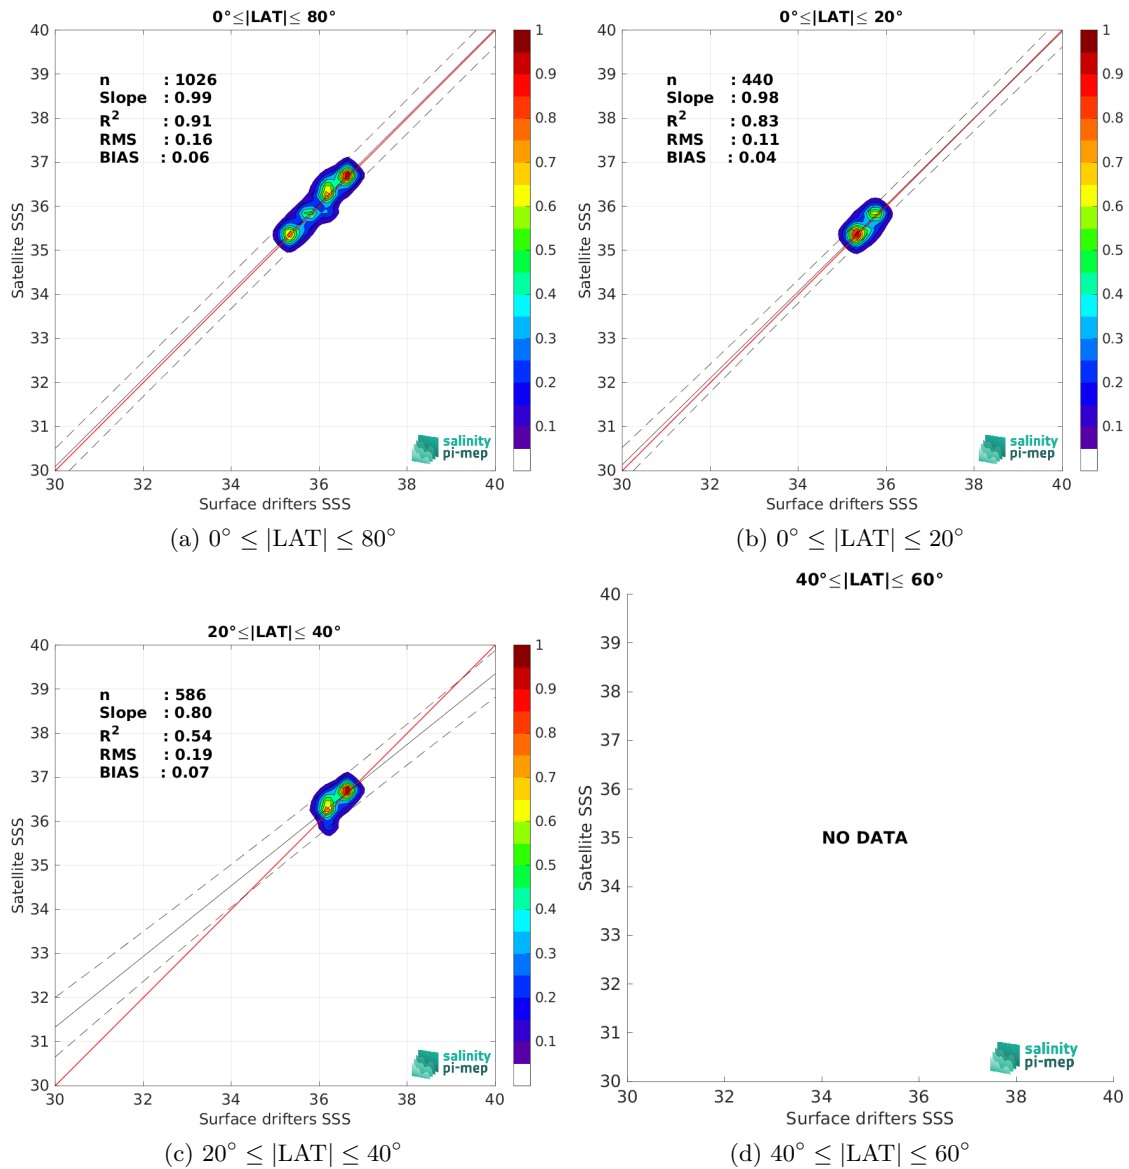 0°≤|LAT|≤ 80°
40
39
38
37
36
35
34
33
32
31
30
Satellite SSS
n : 1026
Slope : 0.99
R² : 0.91
RMS : 0.16
BIAS : 0.06
salinity
pi-mep
30 32 34 36 38 40
Surface drifters SSS
1
0.9
0.8
0.7
0.6
0.5
0.4
0.3
0.2
0.1
(a) 0° ≤ |LAT| ≤ 80°
0°≤|LAT|≤ 20°
40
39
38
37
36
35
34
33
32
31
30
Satellite SSS
n : 440
Slope : 0.98
R² : 0.83
RMS : 0.11
BIAS : 0.04
salinity
pi-mep
30 32 34 36 38 40
Surface drifters SSS
1
0.9
0.8
0.7
0.6
0.5
0.4
0.3
0.2
0.1
(b) 0° ≤ |LAT| ≤ 20°
20°≤|LAT|≤ 40°
40
39
38
37
36
35
34
33
32
31
30
Satellite SSS
n : 586
Slope : 0.80
R² : 0.54
RMS : 0.19
BIAS : 0.07
salinity
pi-mep
30 32 34 36 38 40
Surface drifters SSS
1
0.9
0.8
0.7
0.6
0.5
0.4
0.3
0.2
0.1
(c) 20° ≤ |LAT| ≤ 40°
40°≤|LAT|≤ 60°
40
39
38
37
36
35
34
33
32
31
30
Satellite SSS
NO DATA
salinity
pi-mep
30 32 34 36 38 40
Surface drifters SSS
(d) 40° ≤ |LAT| ≤ 60°